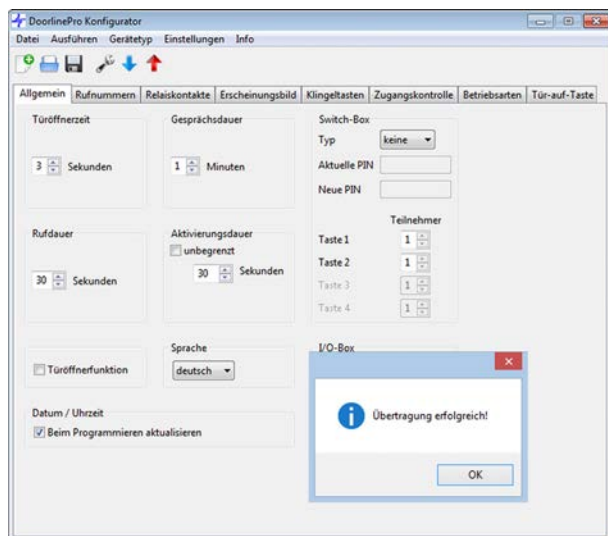 DoorlinePro Konfigurator
Datei Ausführen Gerätetyp Einstellungen Info
Allgemein Rufnummern Relaiskontakte Erscheinungsbild Klingeltasten Zugangskontrolle Betriebsarten Tür-auf-Taste
Türöffnerzeit Gesprächsdauer Switch-Box
Typ keine
3 Sekunden 1 Minuten Aktuelle PIN
Neue PIN
Teilnehmer
Rufdauer Aktivierungsdauer Taste 1 1
unbegrenzt
30 Sekunden 30 Sekunden Taste 2 1
Taste 3 1
Taste 4 1
Sprache I/O-Box
Türöffnerfunktion deutsch
Datum / Uhrzeit
Beim Programmieren aktualisieren
Übertragung erfolgreich!
OK